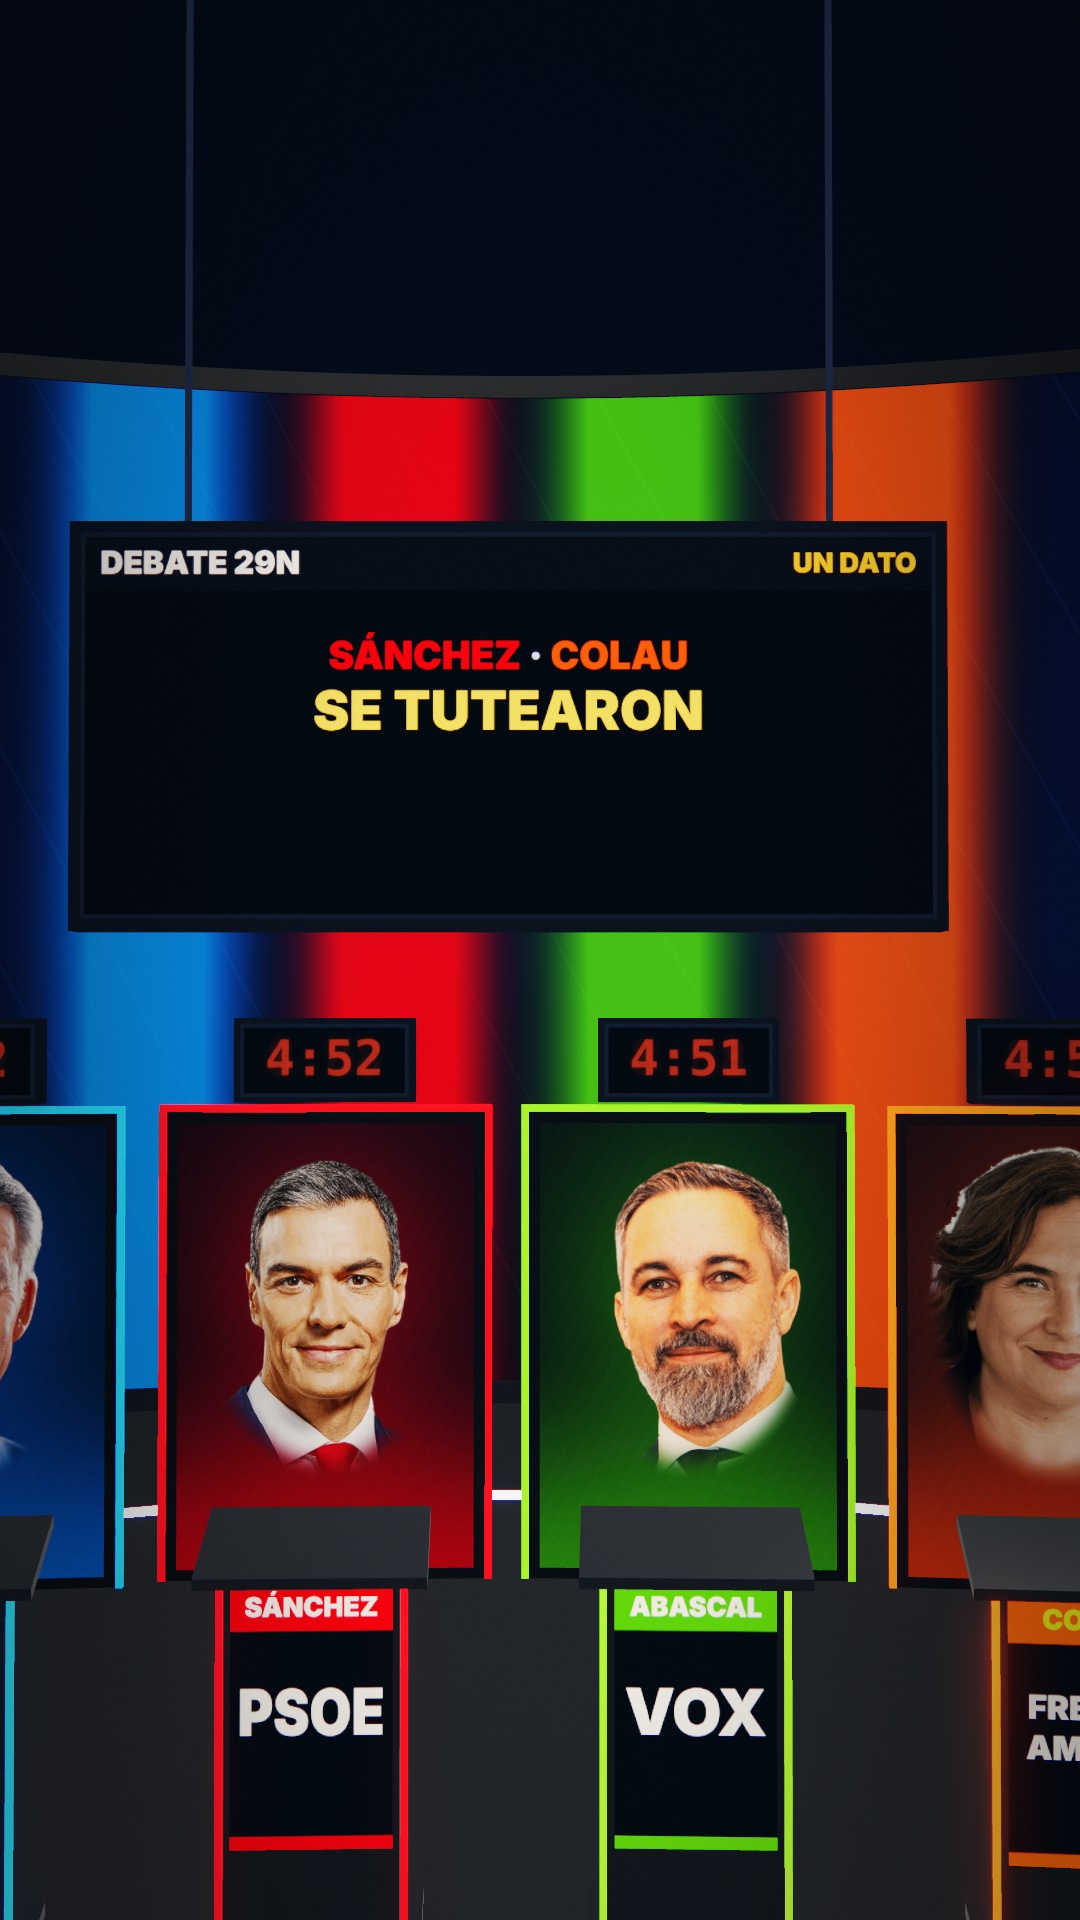 DEBATE 29N
UN DATO
SÁNCHEZ · COLAU
SE TUTEARON
4:52
4:51
SÁNCHEZ
PSOE
ABASCAL
VOX